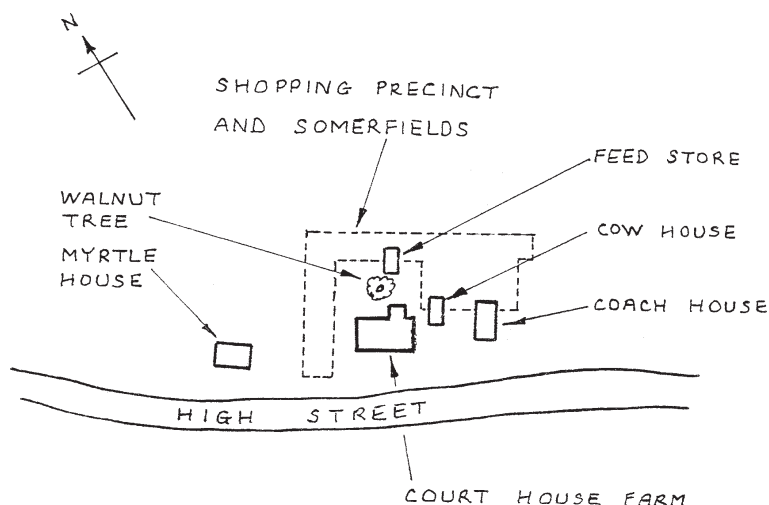 N
SHOPPING PRECINCT
AND SOMERFIELDS
FEED STORE
WALNUT
TREE
COW HOUSE
MYRTLE
HOUSE
COACH HOUSE
HIGH STREET
COURT HOUSE FARM